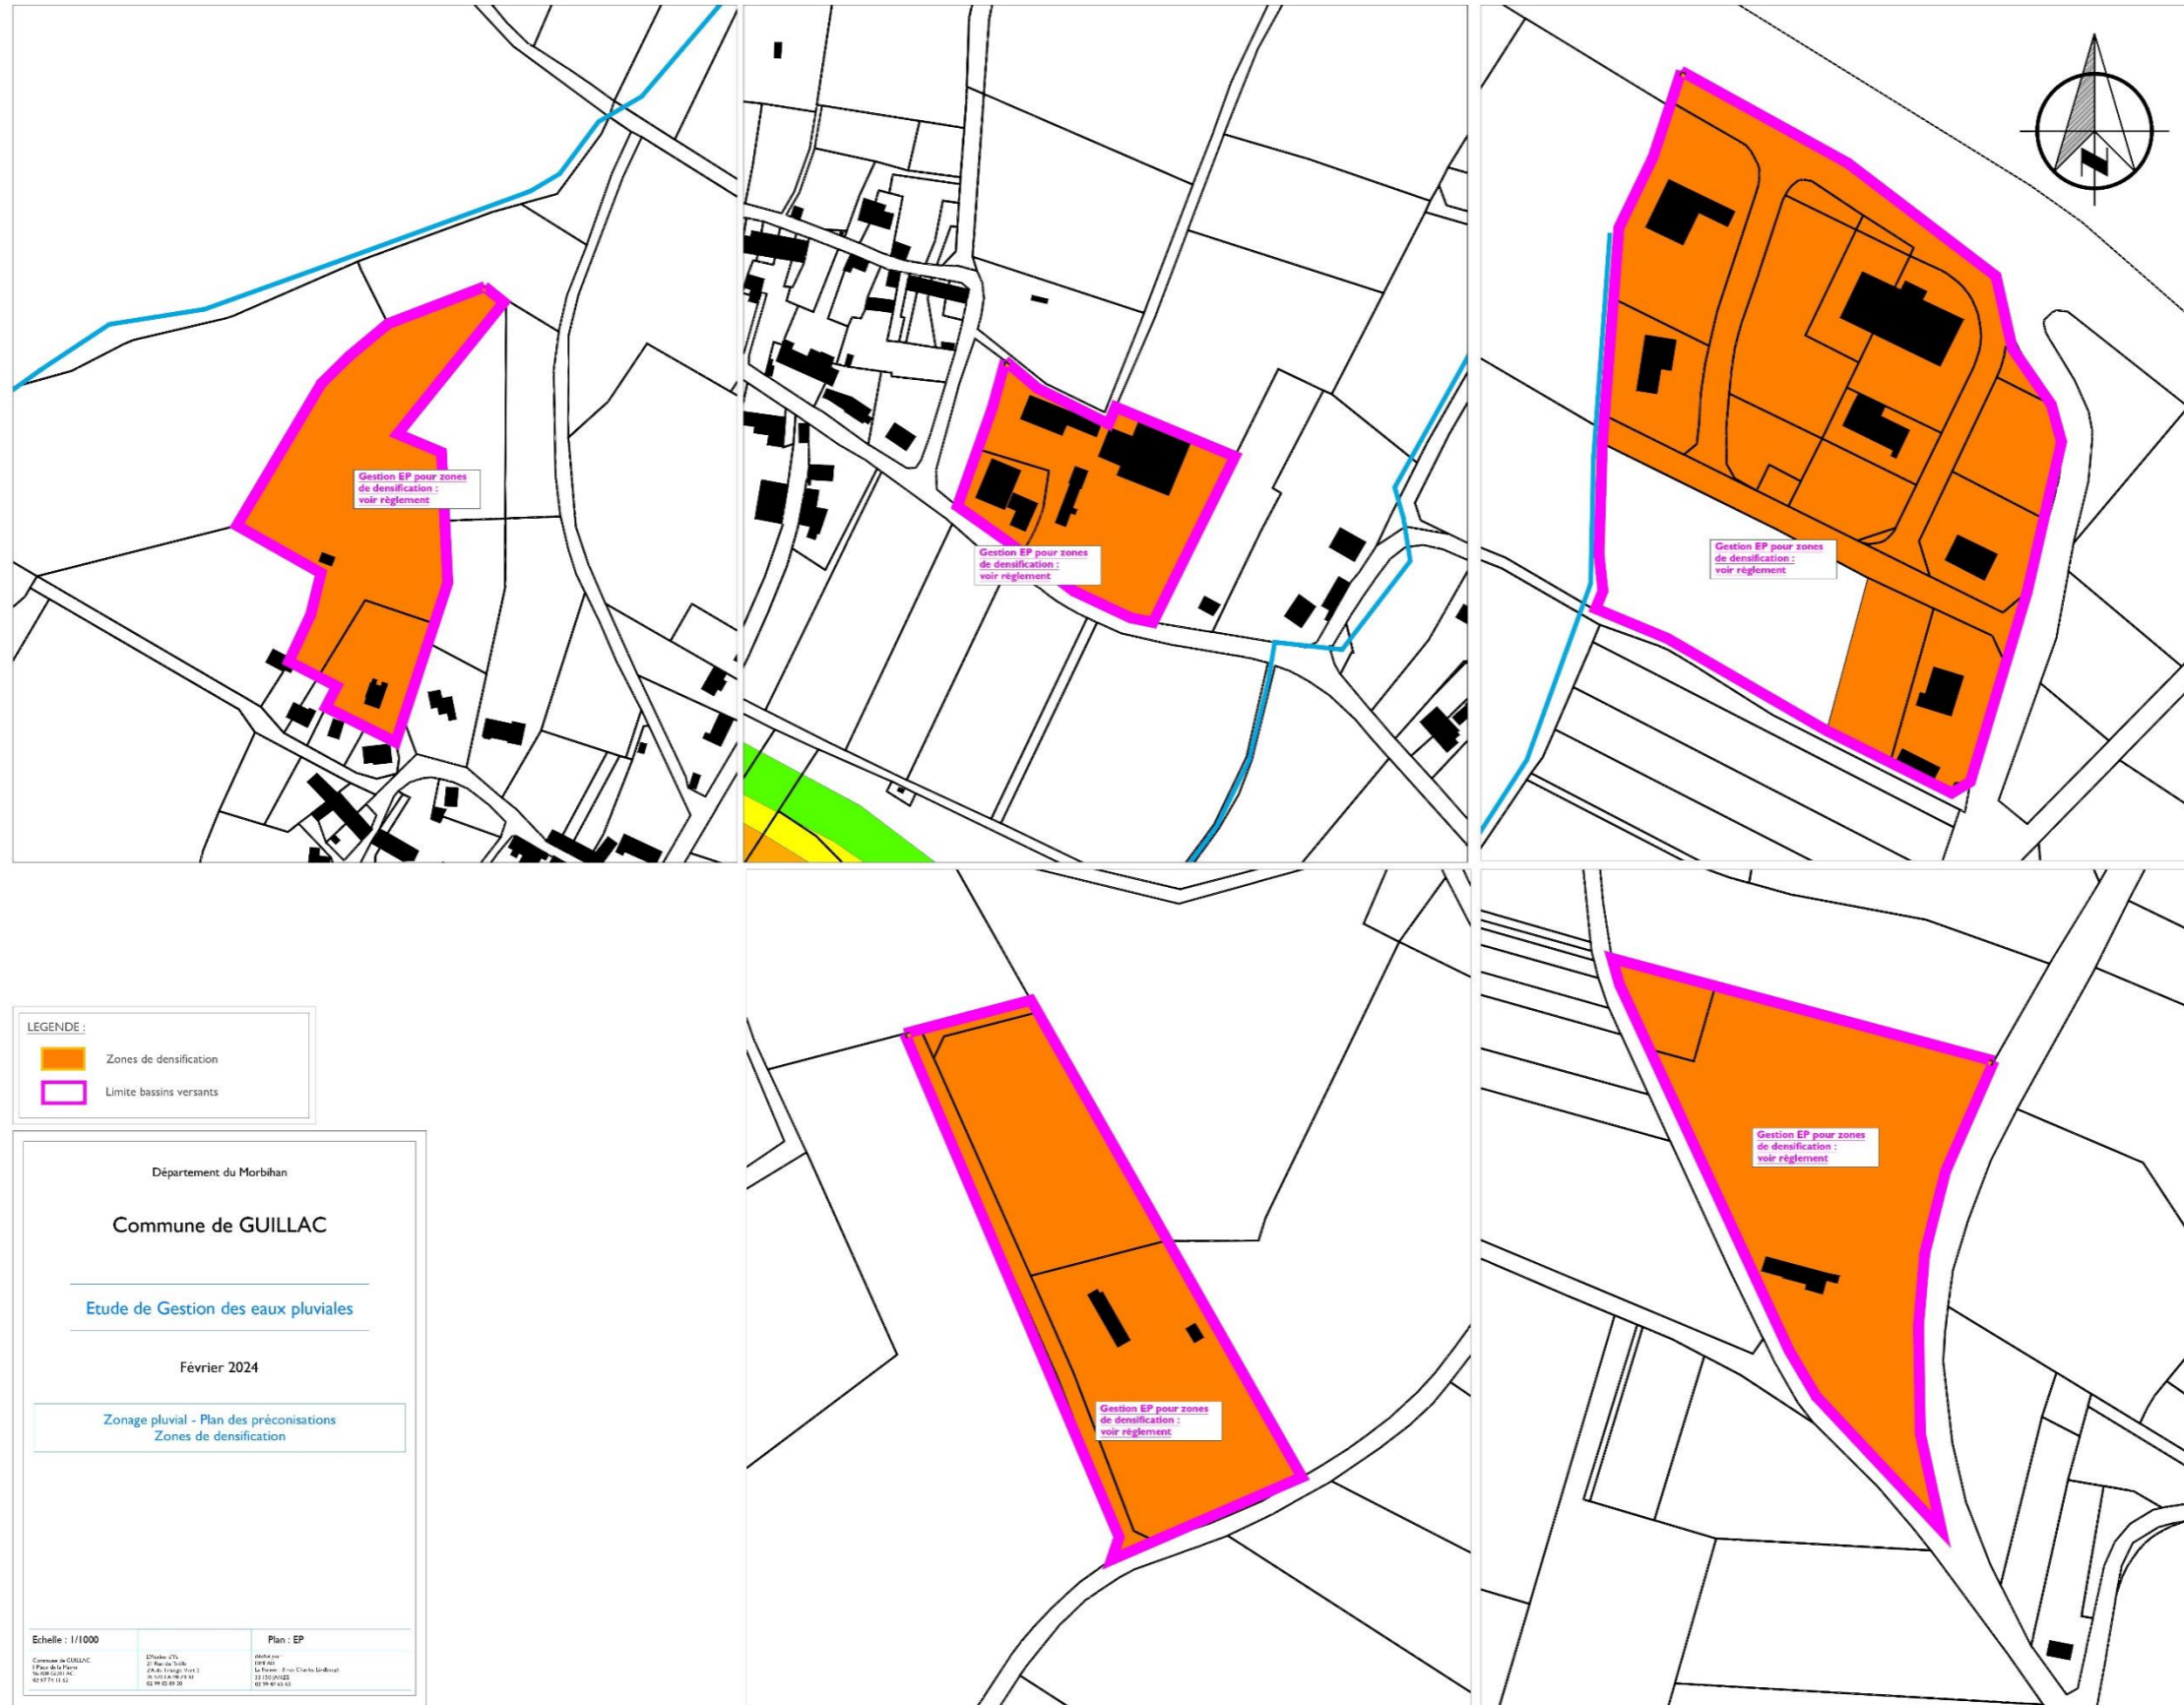 Gestion EP pour zones
de densification :
voir règlement
Gestion EP pour zones
de densification :
voir règlement
Gestion EP pour zones
de densification :
voir règlement
N
LEGENDE :
Zones de densification
Limite bassins versants
Gestion EP pour zones
de densification :
voir règlement
Gestion EP pour zones
de densification :
voir règlement
Département du Morbihan
Commune de GUILLAC
Etude de Gestion des eaux pluviales
Février 2024
Zonage pluvial - Plan des préconisations
Zones de densification
Echelle : 1/1000
Plan : EP
Commune de GUILLAC